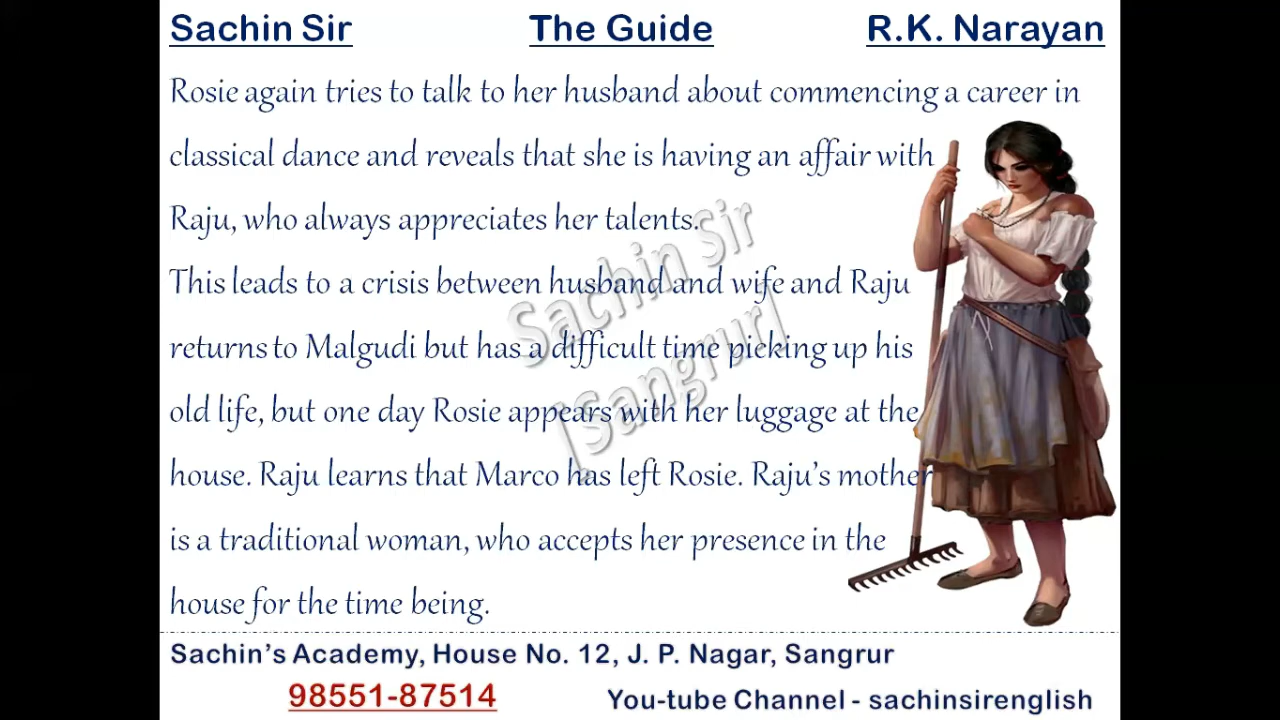 Sachin Sir The Guide R.K. Narayan
Rosie again tries to talk to her husband about commencing a career in
classical dance and reveals that she is having an affair with
Raju, who always appreciates her talents.
This leads to a crisis between husband and wife and Raju
returns to Malgudi but has a difficult time picking up his
old life, but one day Rosie appears with her luggage at the
house. Raju learns that Marco has left Rosie. Raju’s mother
is a traditional woman, who accepts her presence in the
house for the time being.
Sachin Sir
[Sangrur]
Sachin’s Academy, House No. 12, J. P. Nagar, Sangrur
98551-87514 You-tube Channel - sachinsirenglish